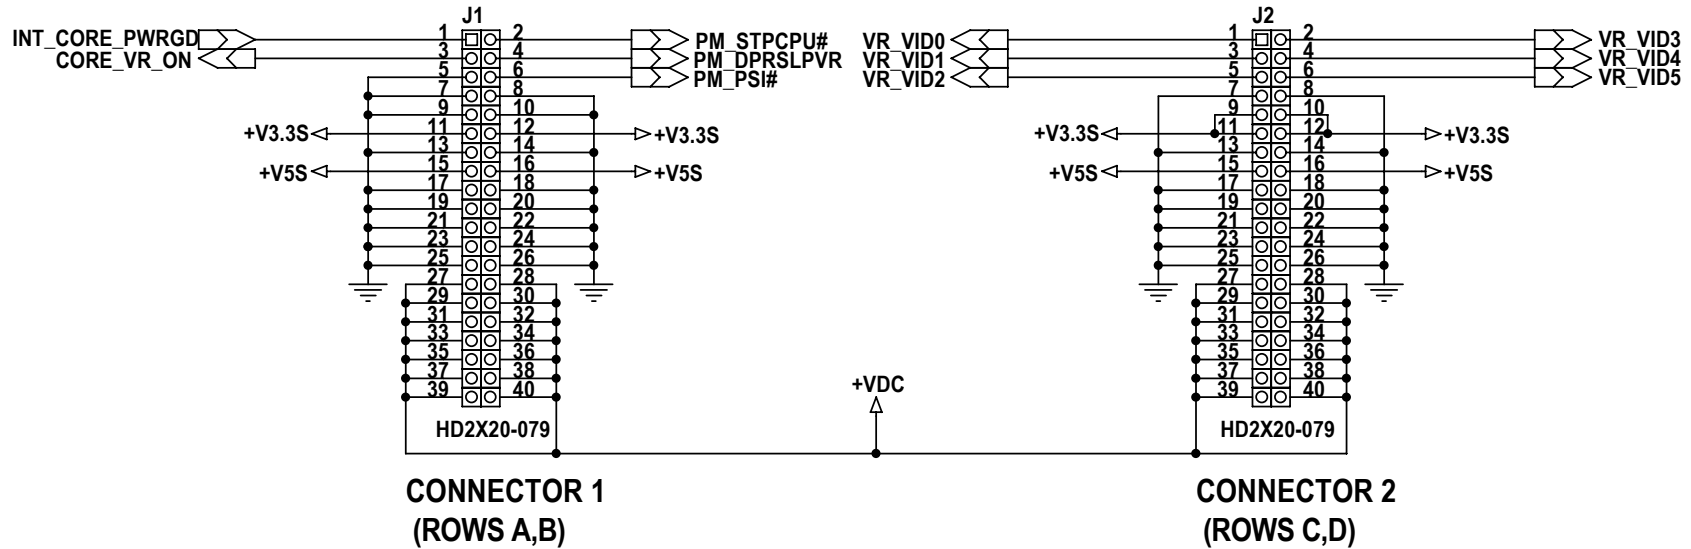 J1 J2
INT_CORE_PWRGD 1 2 PM_STPCPU# VR_VID0 1 2 VR_VID3
CORE_VR_ON 3 4 PM_DPRSLPVR VR_VID1 3 4 VR_VID4
5 6 PM_PSI# VR_VID2 5 6 VR_VID5
7 8 7 8
9 10 9 10
+V3.3S 11 12 +V3.3S +V3.3S 11 12 +V3.3S
13 14 13 14
+V5S 15 16 +V5S +V5S 15 16 +V5S
17 18 17 18
19 20 19 20
21 22 21 22
23 24 23 24
25 26 25 26
27 28 27 28
29 30 29 30
31 32 31 32
33 34 33 34
35 36 35 36
37 38 37 38
39 40 +VDC 39 40
HD2X20-079 HD2X20-079
CONNECTOR 1 CONNECTOR 2
(ROWS A,B) (ROWS C,D)